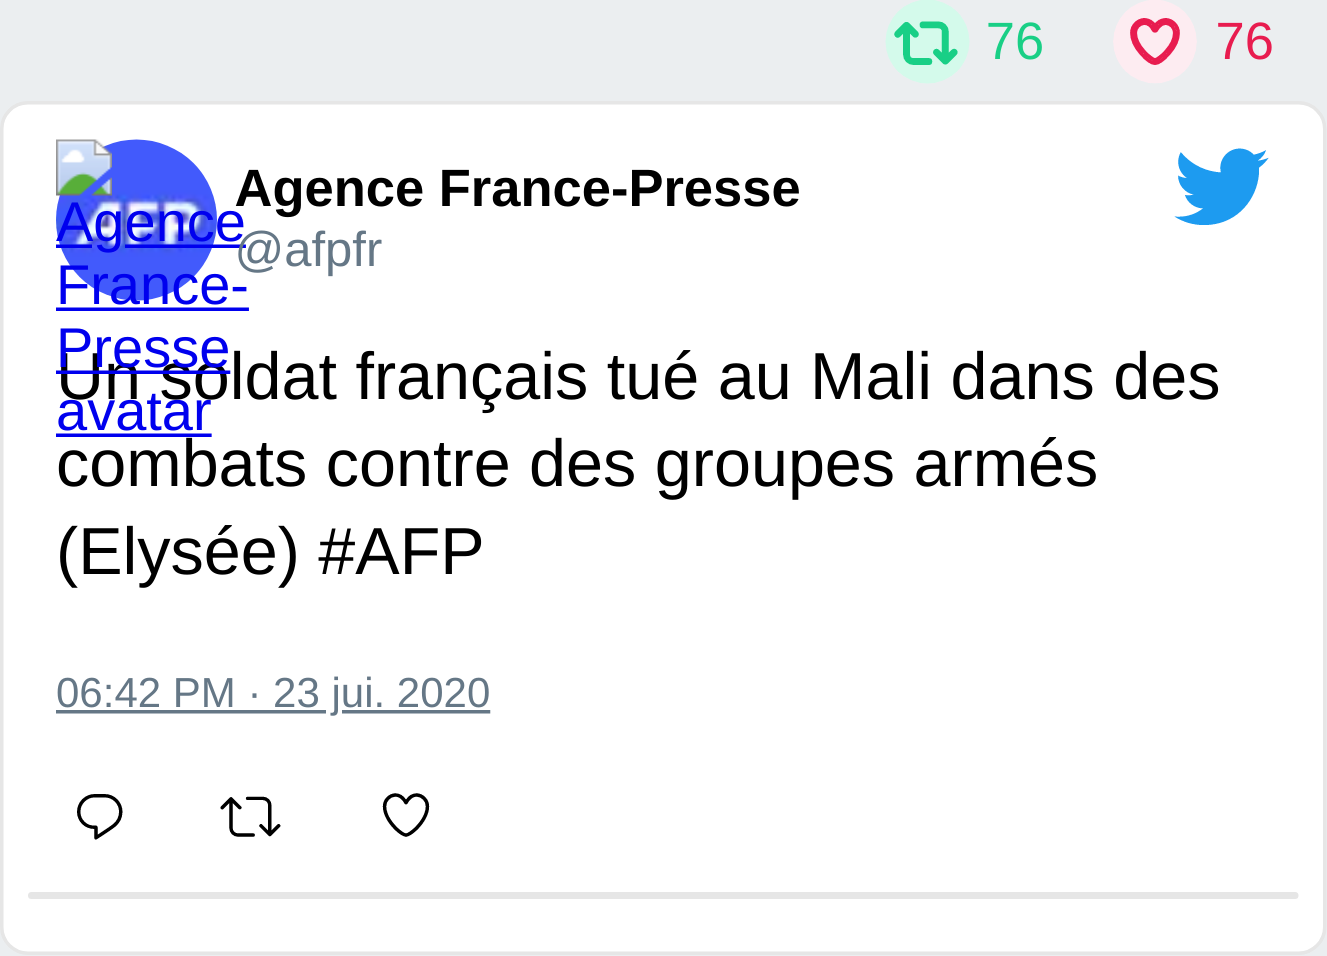 76 76
Agence France-Presse
@afpfr
AFP
Agence
France-
Presse
avatar
Un soldat français tué au Mali dans des
combats contre des groupes armés
(Elysée) #AFP
06:42 PM · 23 jui. 2020